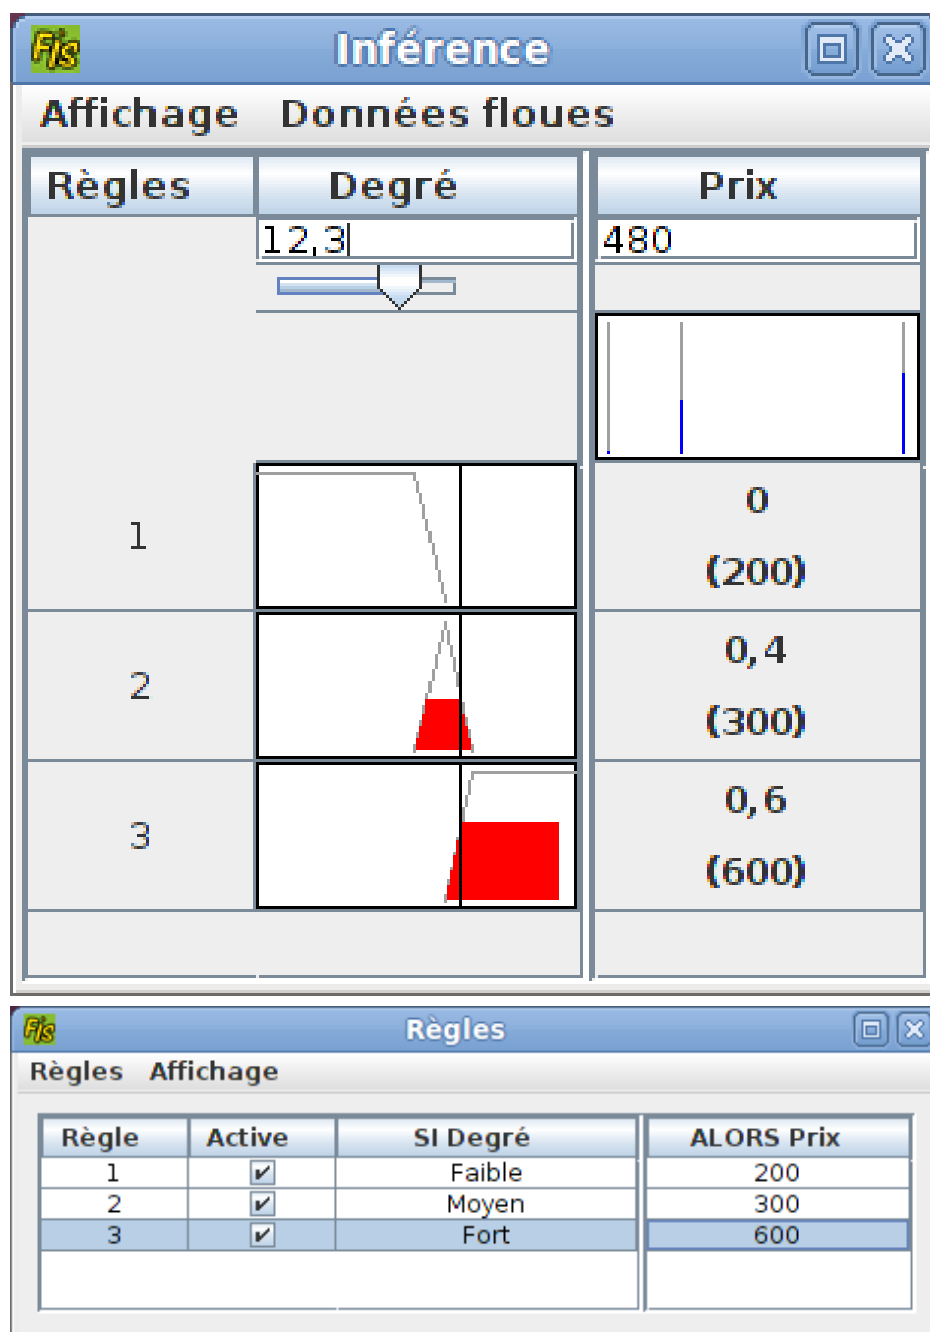 Fis Inférence
Affichage Données floues
Règles Degré Prix
12,3 480
1 0
(200)
2 0,4
(300)
3 0,6
(600)
Fis Règles
Règles Affichage
Règle Active SI Degré ALORS Prix
1 Faible 200
2 Moyen 300
3 Fort 600